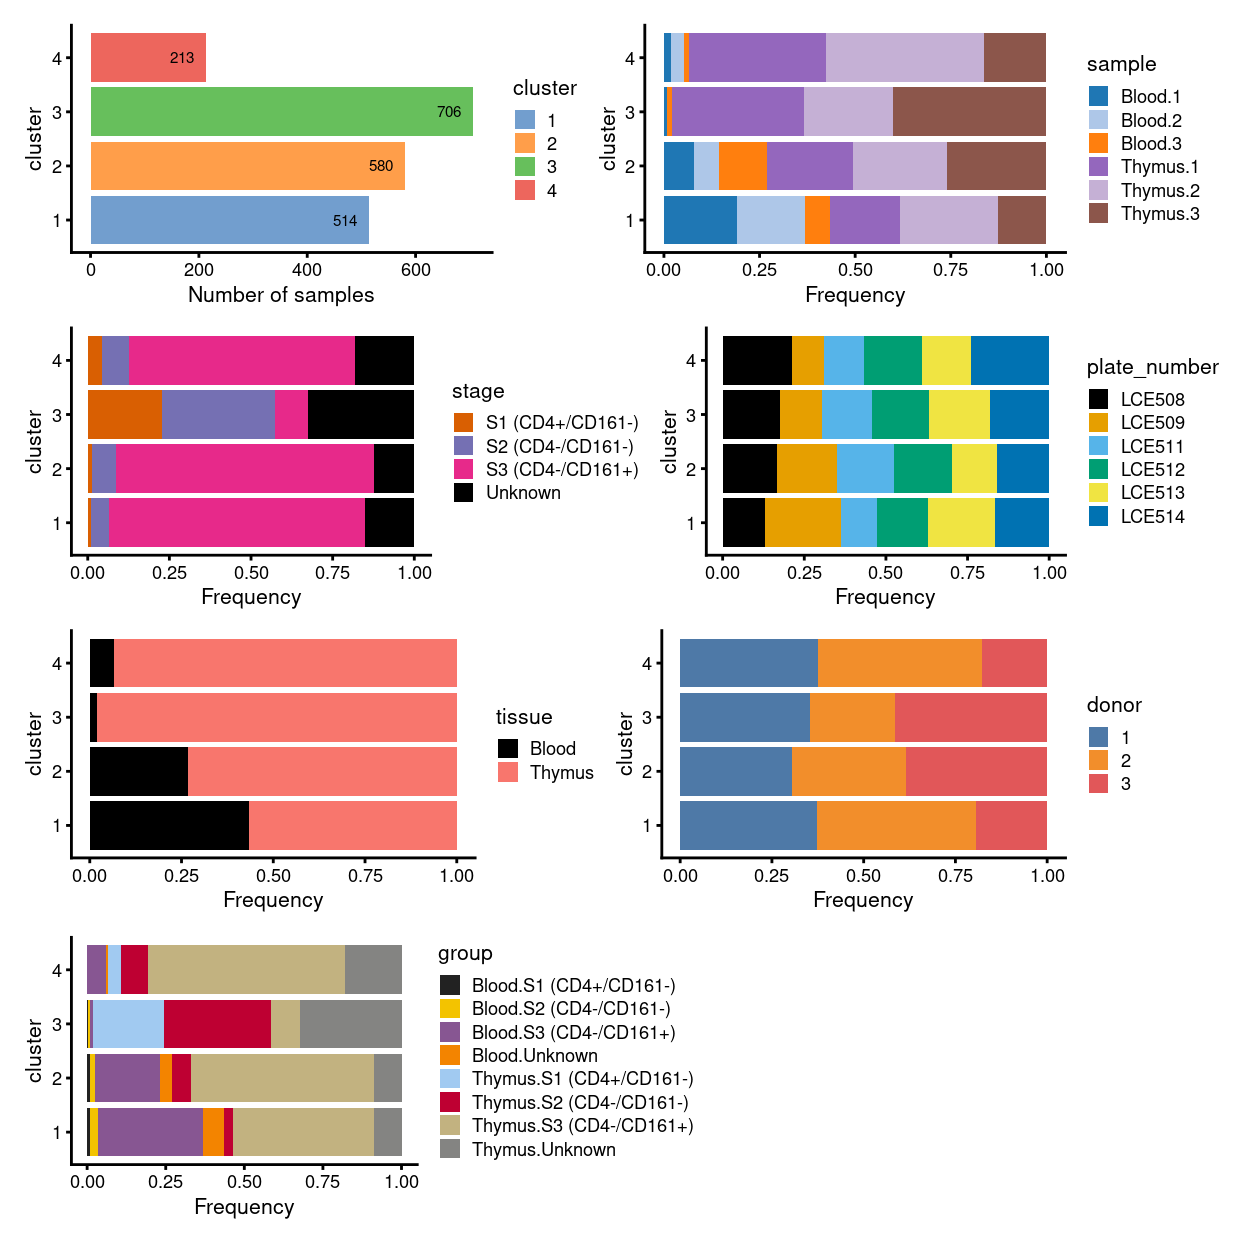 cluster
4
3
2
1
213
706
580
514
0
200
400
600
Number of samples
cluster
1
2
3
4
cluster
4
3
2
1
0.00
0.25
0.50
0.75
1.00
Frequency
sample
Blood.1
Blood.2
Blood.3
Thymus.1
Thymus.2
Thymus.3
cluster
4
3
2
1
0.00
0.25
0.50
0.75
1.00
Frequency
stage
S1 (CD4+/CD161-)
S2 (CD4-/CD161-)
S3 (CD4-/CD161+)
Unknown
cluster
4
3
2
1
0.00
0.25
0.50
0.75
1.00
Frequency
plate_number
LCE508
LCE509
LCE511
LCE512
LCE513
LCE514
cluster
4
3
2
1
0.00
0.25
0.50
0.75
1.00
Frequency
tissue
Blood
Thymus
cluster
4
3
2
1
0.00
0.25
0.50
0.75
1.00
Frequency
donor
1
2
3
cluster
4
3
2
1
0.00
0.25
0.50
0.75
1.00
Frequency
group
Blood.S1 (CD4+/CD161-)
Blood.S2 (CD4-/CD161-)
Blood.S3 (CD4-/CD161+)
Blood.Unknown
Thymus.S1 (CD4+/CD161-)
Thymus.S2 (CD4-/CD161-)
Thymus.S3 (CD4-/CD161+)
Thymus.Unknown